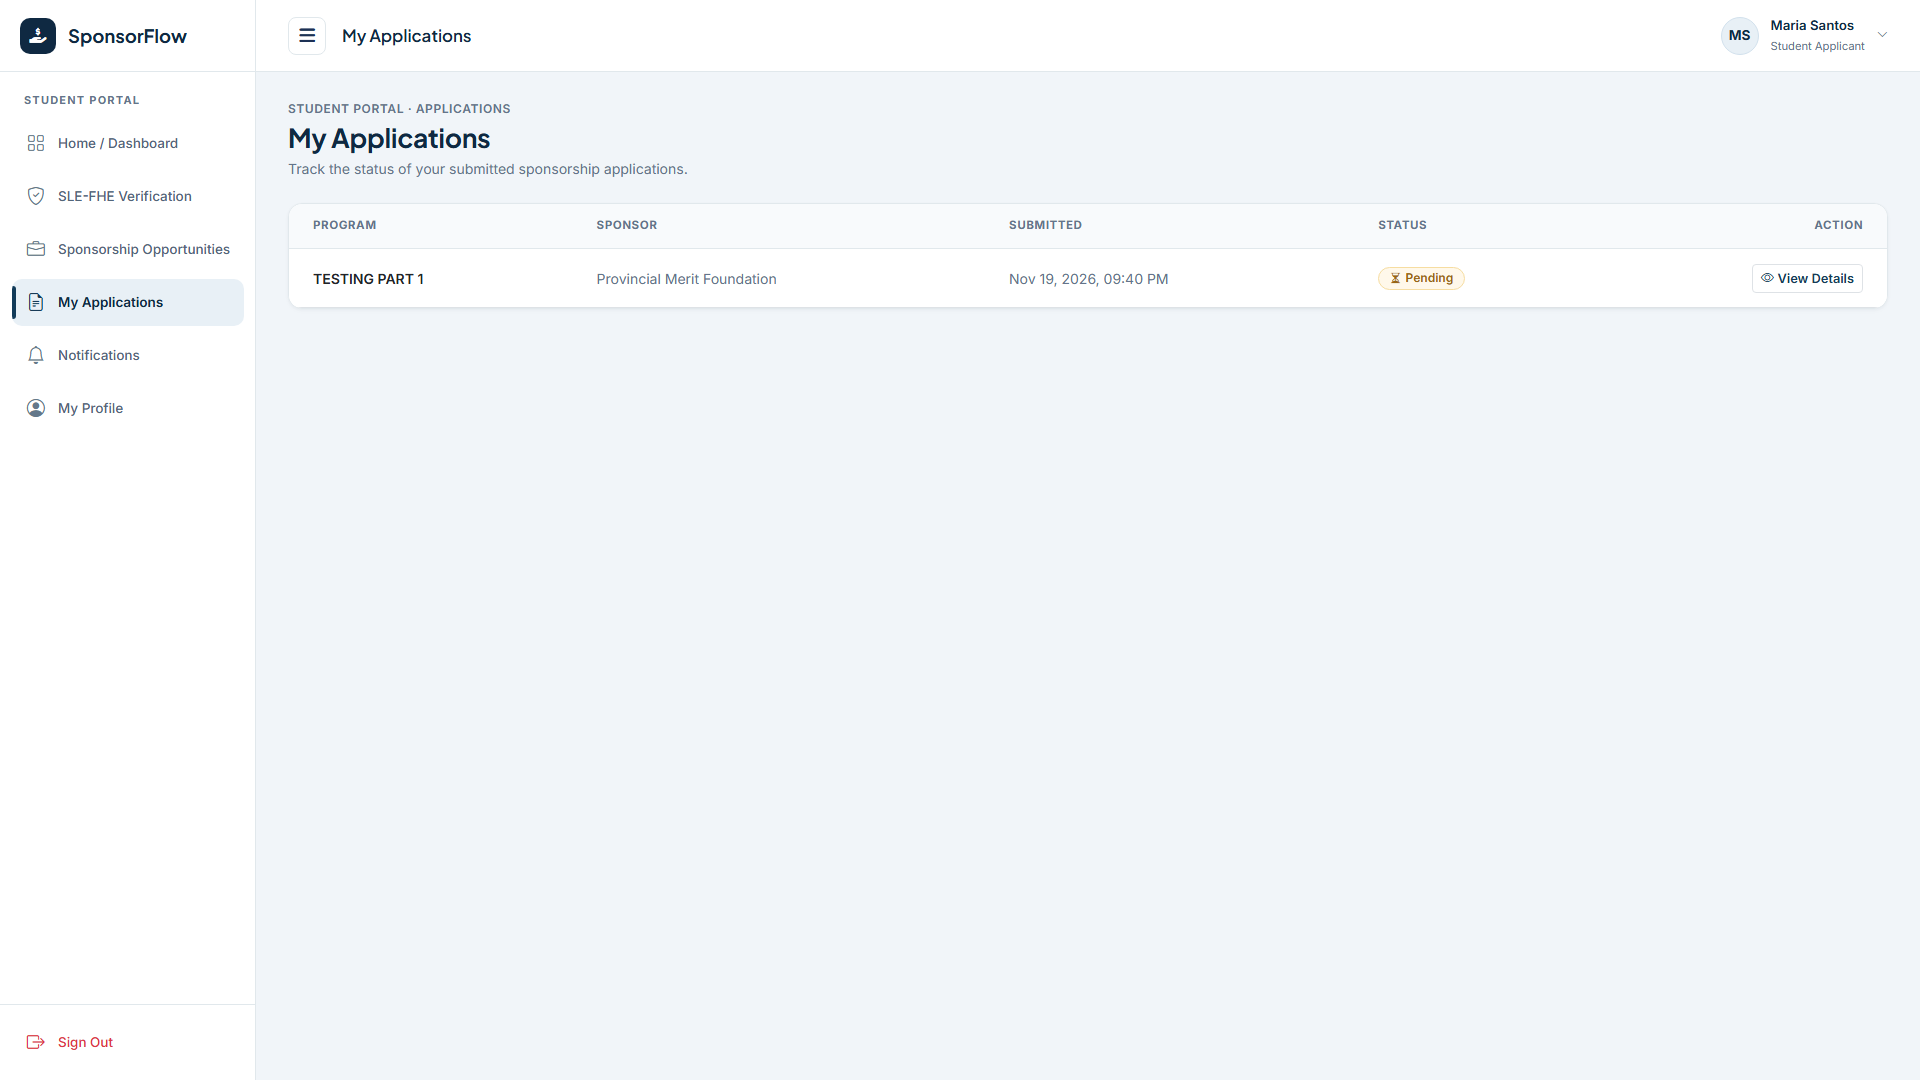 SponsorFlow
My Applications
MS
Maria Santos
Student Applicant
STUDENT PORTAL
Home / Dashboard
SLE-FHE Verification
Sponsorship Opportunities
My Applications
Notifications
My Profile
Sign Out
STUDENT PORTAL · APPLICATIONS
My Applications
Track the status of your submitted sponsorship applications.
PROGRAM SPONSOR SUBMITTED STATUS ACTION
TESTING PART 1 Provincial Merit Foundation Nov 19, 2026, 09:40 PM Pending View Details